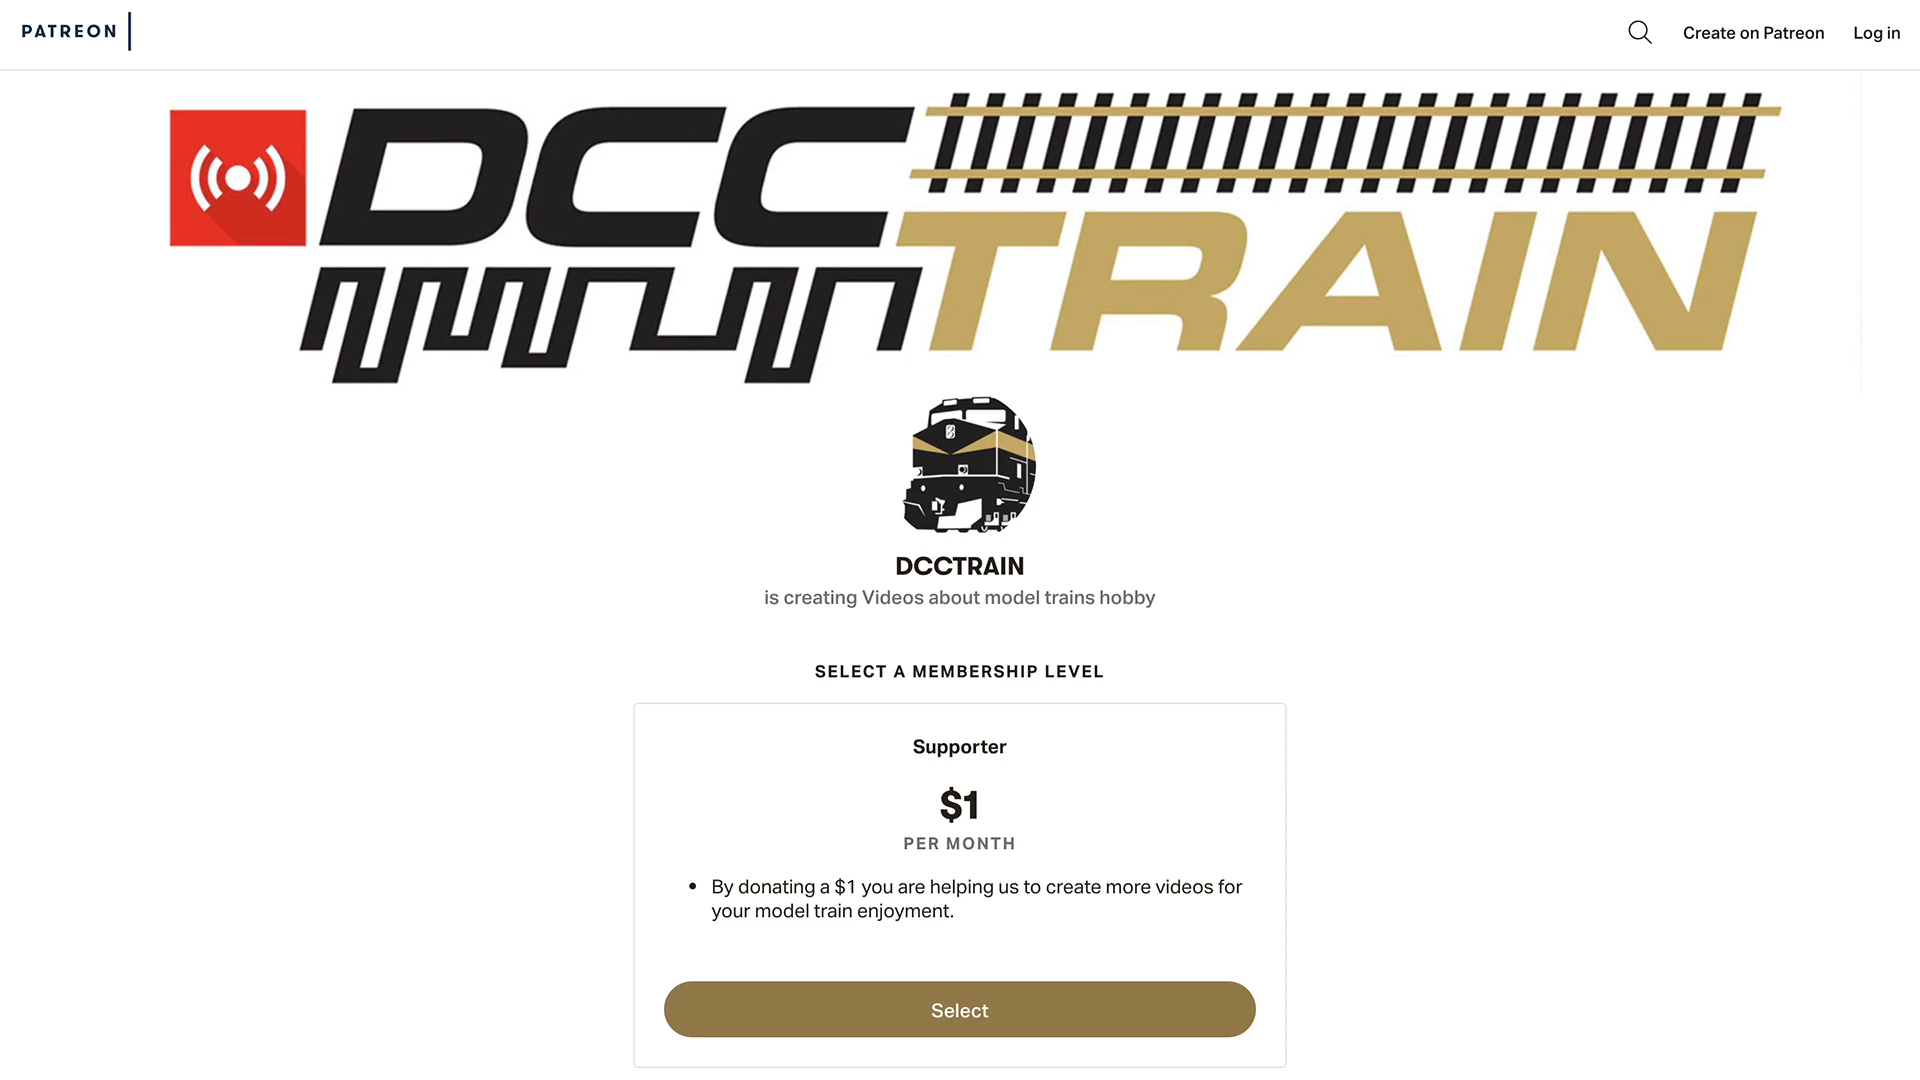 PATREON
Create on Patreon
Log in
DCC
TRAIN
DCCTRAIN
is creating Videos about model trains hobby
SELECT A MEMBERSHIP LEVEL
Supporter
$1
PER MONTH
• By donating a $1 you are helping us to create more videos for
your model train enjoyment.
Select